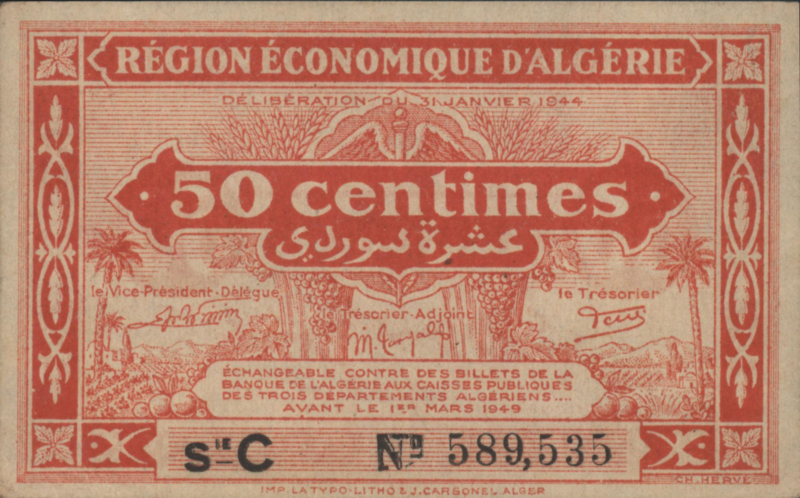 RÉGION ÉCONOMIQUE D'ALGÉRIE
DÉLIBÉRATION DU 31 JANVIER 1944
50 centimes
عشرة سوردي
le Vice-Président-Délégué
le Trésorier-Adjoint
le Trésorier
ÉCHANGEABLE CONTRE DES BILLETS DE LA
BANQUE DE L'ALGÉRIE AUX CAISSES PUBLIQUES
DES TROIS DÉPARTEMENTS ALGÉRIENS....
AVANT LE 1ER MARS 1949
SIE C No 589,535
CH. HERVÉ
IMP. LA TYPO-LITHO & J. CARBONEL ALGER